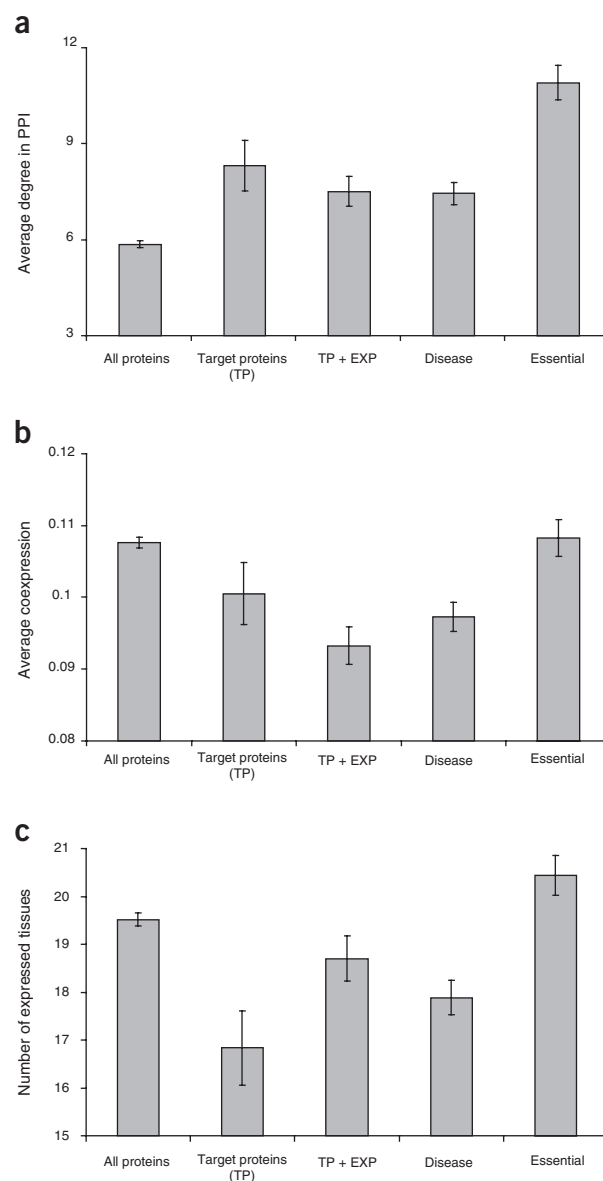 a
Average degree in PPI
12
9
6
3
All proteins
Target proteins
(TP)
TP + EXP
Disease
Essential
b
Average coexpression
0.12
0.11
0.1
0.09
0.08
All proteins
Target proteins
(TP)
TP + EXP
Disease
Essential
c
Number of expressed tissues
21
20
19
18
17
16
15
All proteins
Target proteins
(TP)
TP + EXP
Disease
Essential